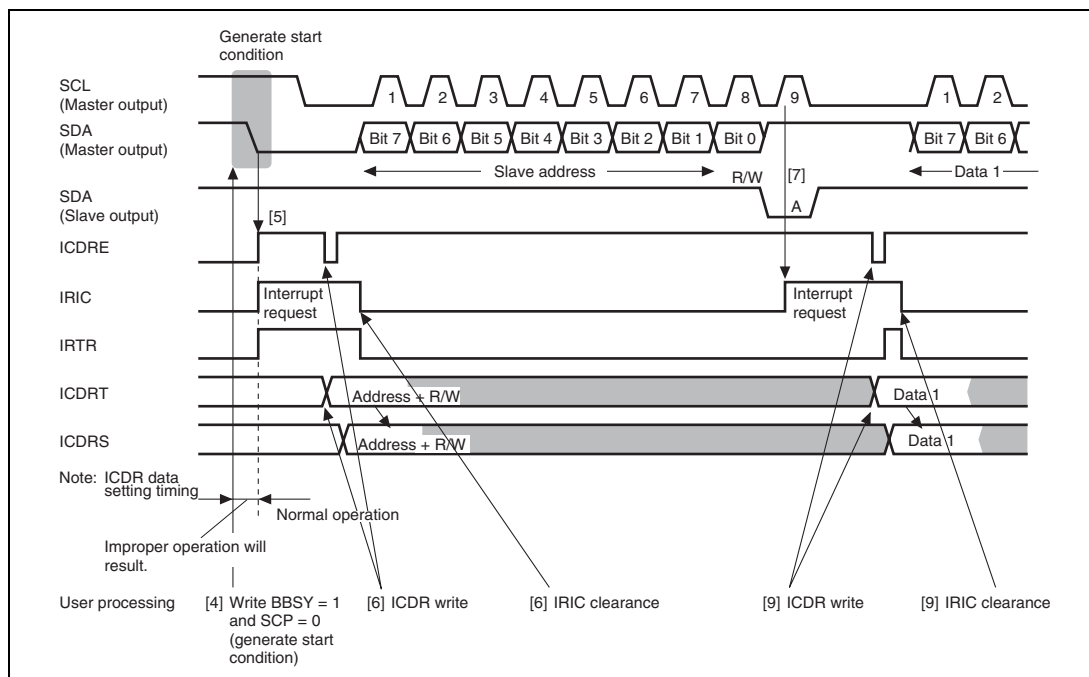 Generate start
condition
SCL
(Master output)
1 2 3 4 5 6 7 8 9 1 2
SDA
(Master output)
Bit 7 Bit 6 Bit 5 Bit 4 Bit 3 Bit 2 Bit 1 Bit 0 Bit 7 Bit 6
Slave address R/W [7] Data 1
SDA
(Slave output)
A
[5]
ICDRE
IRIC
Interrupt
request
Interrupt
request
IRTR
ICDRT
Address + R/W Data 1
ICDRS
Address + R/W Data 1
Note: ICDR data
setting timing
Normal operation
Improper operation will
result.
User processing [4] Write BBSY = 1
and SCP = 0
(generate start
condition)
[6] ICDR write [6] IRIC clearance [9] ICDR write [9] IRIC clearance